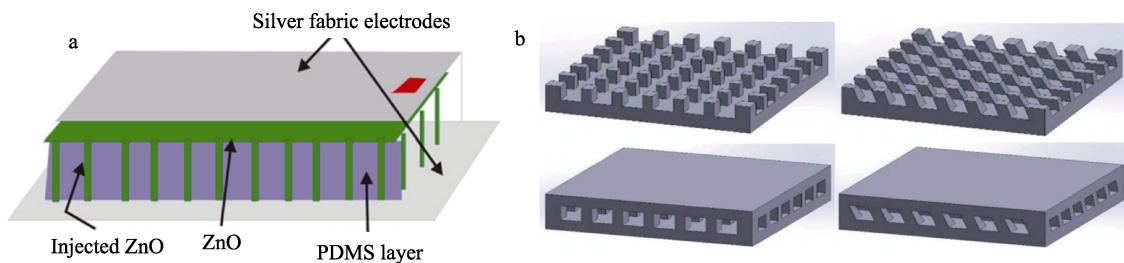 Silver fabric electrodes
a
b
Injected ZnO
ZnO
PDMS layer